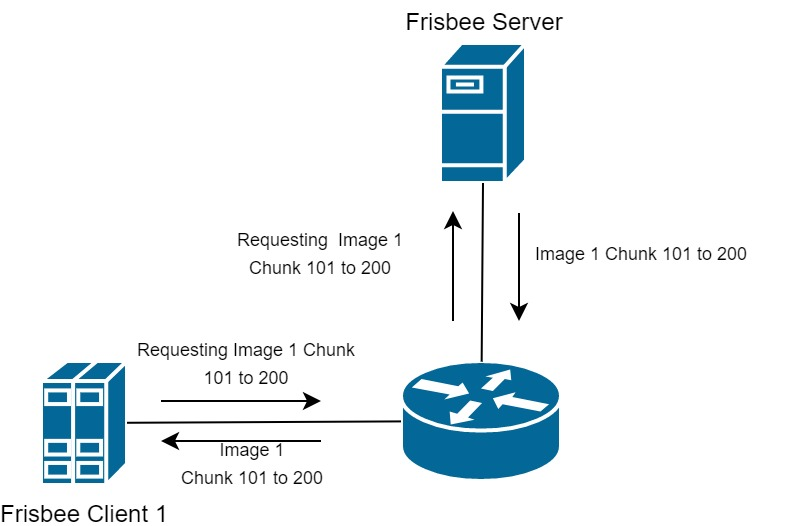 Frisbee Server
Requesting Image 1
Chunk 101 to 200
Image 1 Chunk 101 to 200
Requesting Image 1 Chunk
101 to 200
Image 1
Chunk 101 to 200
Frisbee Client 1